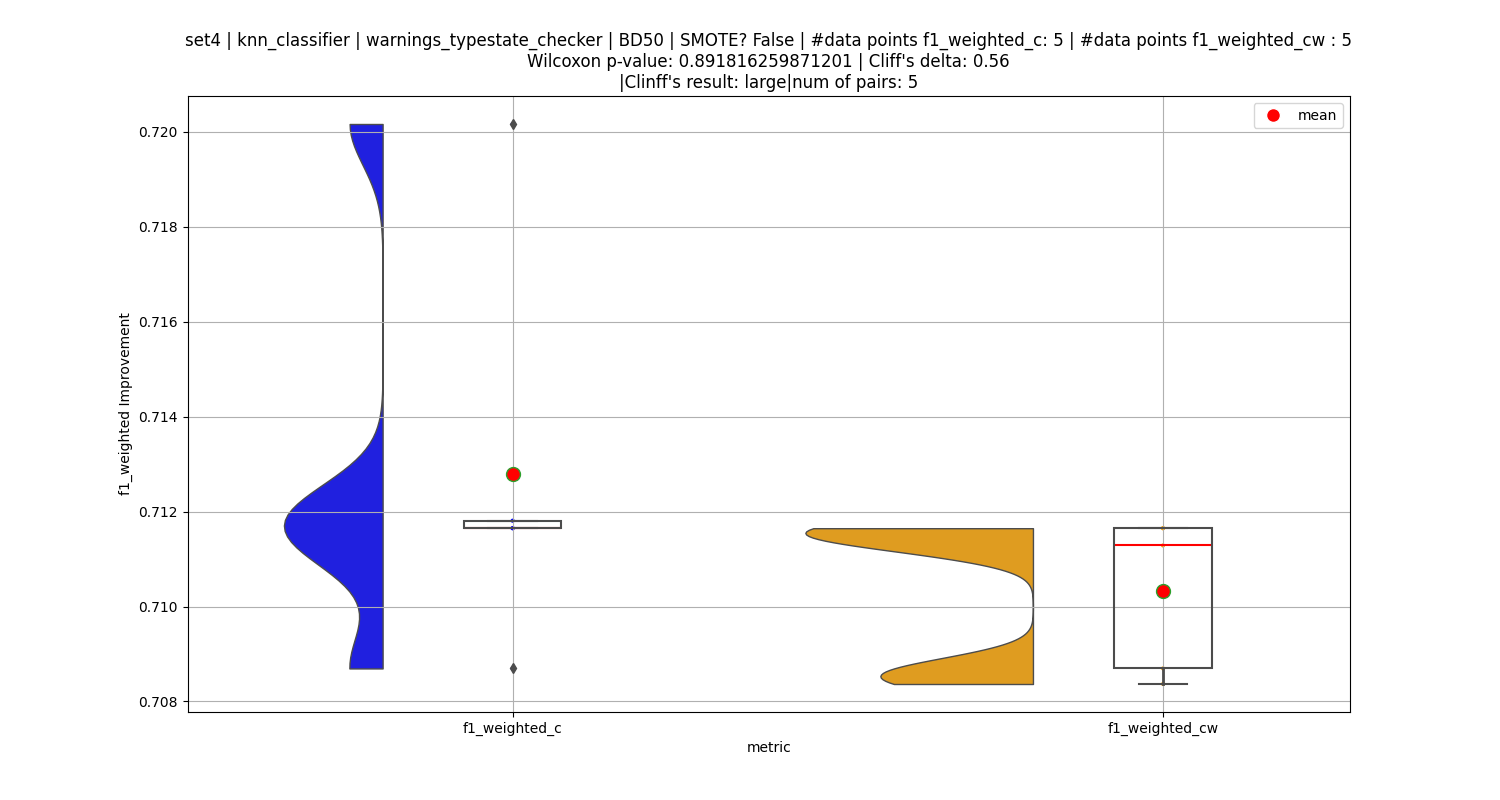 set4 | knn_classifier | warnings_typestate_checker | BD50 | SMOTE? False | #data points f1_weighted_c: 5 | #data points f1_weighted_cw : 5
Wilcoxon p-value: 0.891816259871201 | Cliff's delta: 0.56
|Clinff's result: large|num of pairs: 5
mean
0.720
0.718
0.716
0.714
0.712
0.710
0.708
f1_weighted Improvement
f1_weighted_c
f1_weighted_cw
metric